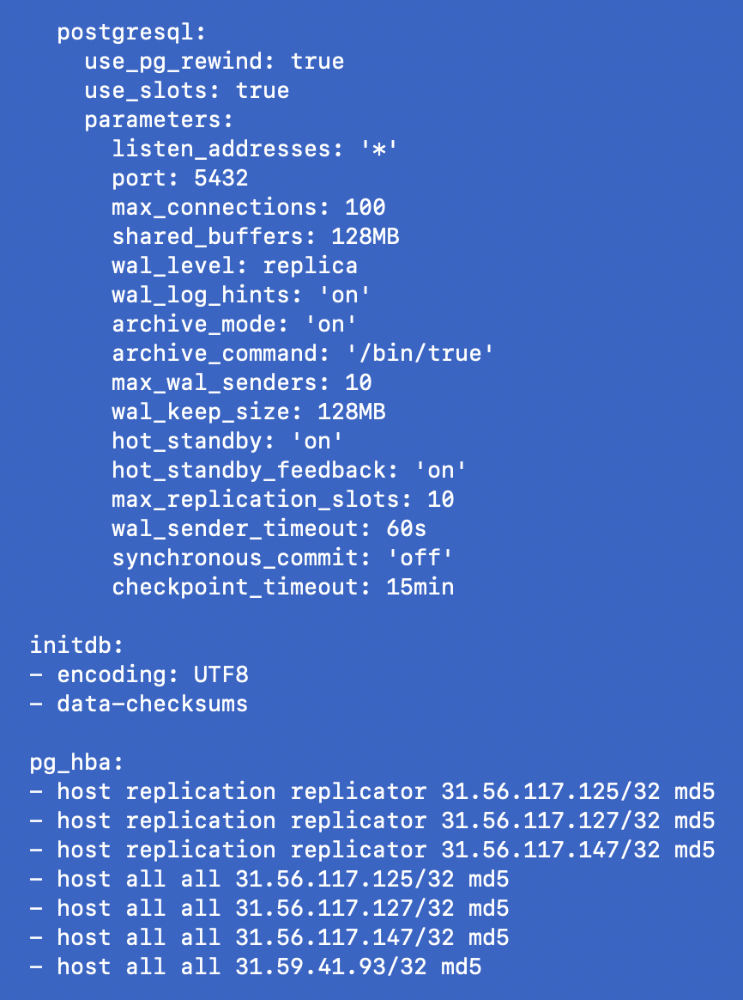 postgresql:
use_pg_rewind: true
use_slots: true
parameters:
listen_addresses: '*'
port: 5432
max_connections: 100
shared_buffers: 128MB
wal_level: replica
wal_log_hints: 'on'
archive_mode: 'on'
archive_command: '/bin/true'
max_wal_senders: 10
wal_keep_size: 128MB
hot_standby: 'on'
hot_standby_feedback: 'on'
max_replication_slots: 10
wal_sender_timeout: 60s
synchronous_commit: 'off'
checkpoint_timeout: 15min
initdb:
- encoding: UTF8
- data-checksums
pg_hba:
- host replication replicator 31.56.117.125/32 md5
- host replication replicator 31.56.117.127/32 md5
- host replication replicator 31.56.117.147/32 md5
- host all all 31.56.117.125/32 md5
- host all all 31.56.117.127/32 md5
- host all all 31.56.117.147/32 md5
- host all all 31.59.41.93/32 md5